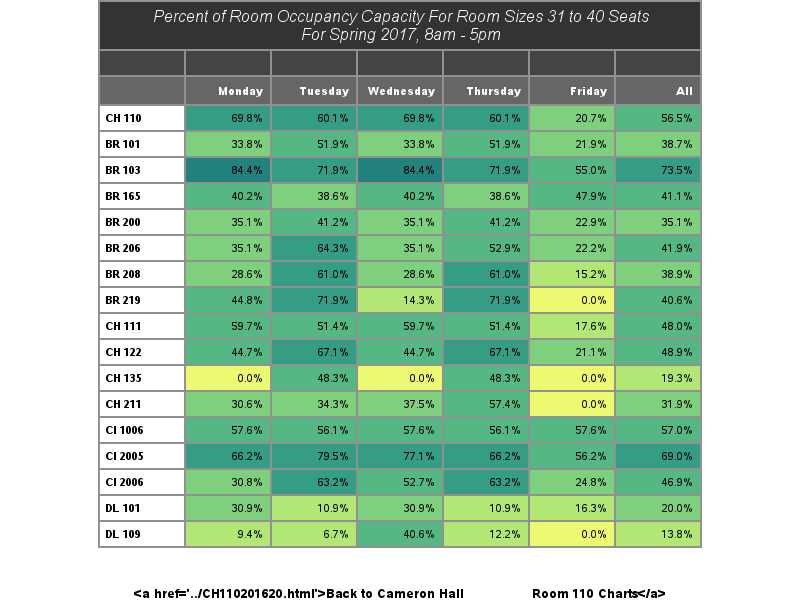 Percent of Room Occupancy Capacity For Room Sizes 31 to 40 Seats
For Spring 2017, 8am - 5pm
Monday Tuesday Wednesday Thursday Friday All
CH 110 69.8% 60.1% 69.8% 60.1% 20.7% 56.5%
BR 101 33.8% 51.9% 33.8% 51.9% 21.9% 38.7%
BR 103 84.4% 71.9% 84.4% 71.9% 55.0% 73.5%
BR 165 40.2% 38.6% 40.2% 38.6% 47.9% 41.1%
BR 200 35.1% 41.2% 35.1% 41.2% 22.9% 35.1%
BR 206 35.1% 64.3% 35.1% 52.9% 22.2% 41.9%
BR 208 28.6% 61.0% 28.6% 61.0% 15.2% 38.9%
BR 219 44.8% 71.9% 14.3% 71.9% 0.0% 40.6%
CH 111 59.7% 51.4% 59.7% 51.4% 17.6% 48.0%
CH 122 44.7% 67.1% 44.7% 67.1% 21.1% 48.9%
CH 135 0.0% 48.3% 0.0% 48.3% 0.0% 19.3%
CH 211 30.6% 34.3% 37.5% 57.4% 0.0% 31.9%
CI 1006 57.6% 56.1% 57.6% 56.1% 57.6% 57.0%
CI 2005 66.2% 79.5% 77.1% 66.2% 56.2% 69.0%
CI 2006 30.8% 63.2% 52.7% 63.2% 24.8% 46.9%
DL 101 30.9% 10.9% 30.9% 10.9% 16.3% 20.0%
DL 109 9.4% 6.7% 40.6% 12.2% 0.0% 13.8%
<a href='../CH110201620.html'>Back to Cameron Hall Room 110 Charts</a>